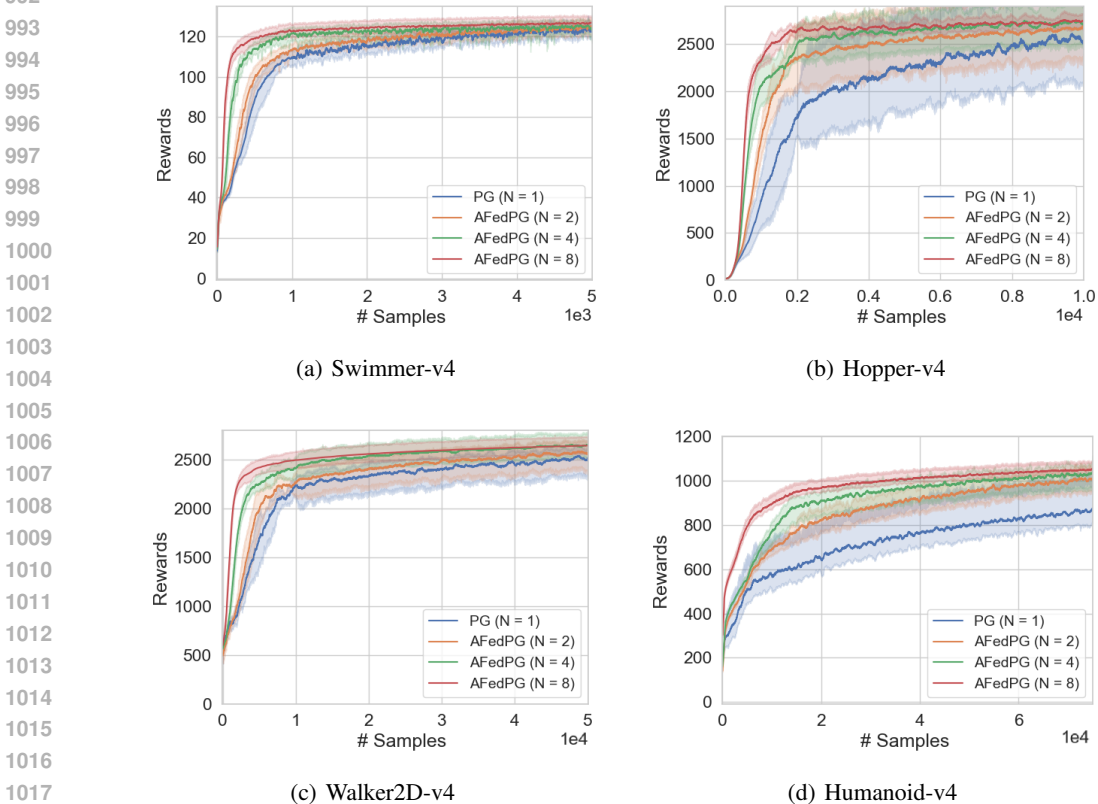 992
993
994
995
996
997
998
999
1000
1001
1002
1003
1004
1005
1006
1007
1008
1009
1010
1011
1012
1013
1014
1015
1016
1017
120
100
80
60
40
20
0
Rewards
0 1 2 3 4 5
# Samples
1e3
PG (N = 1)
AFedPG (N = 2)
AFedPG (N = 4)
AFedPG (N = 8)
(a) Swimmer-v4
2500
2000
1500
1000
500
0
Rewards
0.0 0.2 0.4 0.6 0.8 1.0
# Samples
1e4
PG (N = 1)
AFedPG (N = 2)
AFedPG (N = 4)
AFedPG (N = 8)
(b) Hopper-v4
2500
2000
1500
1000
500
0
Rewards
0 1 2 3 4 5
# Samples
1e4
PG (N = 1)
AFedPG (N = 2)
AFedPG (N = 4)
AFedPG (N = 8)
(c) Walker2D-v4
1200
1000
800
600
400
200
0
Rewards
0 2 4 6
# Samples
1e4
PG (N = 1)
AFedPG (N = 2)
AFedPG (N = 4)
AFedPG (N = 8)
(d) Humanoid-v4